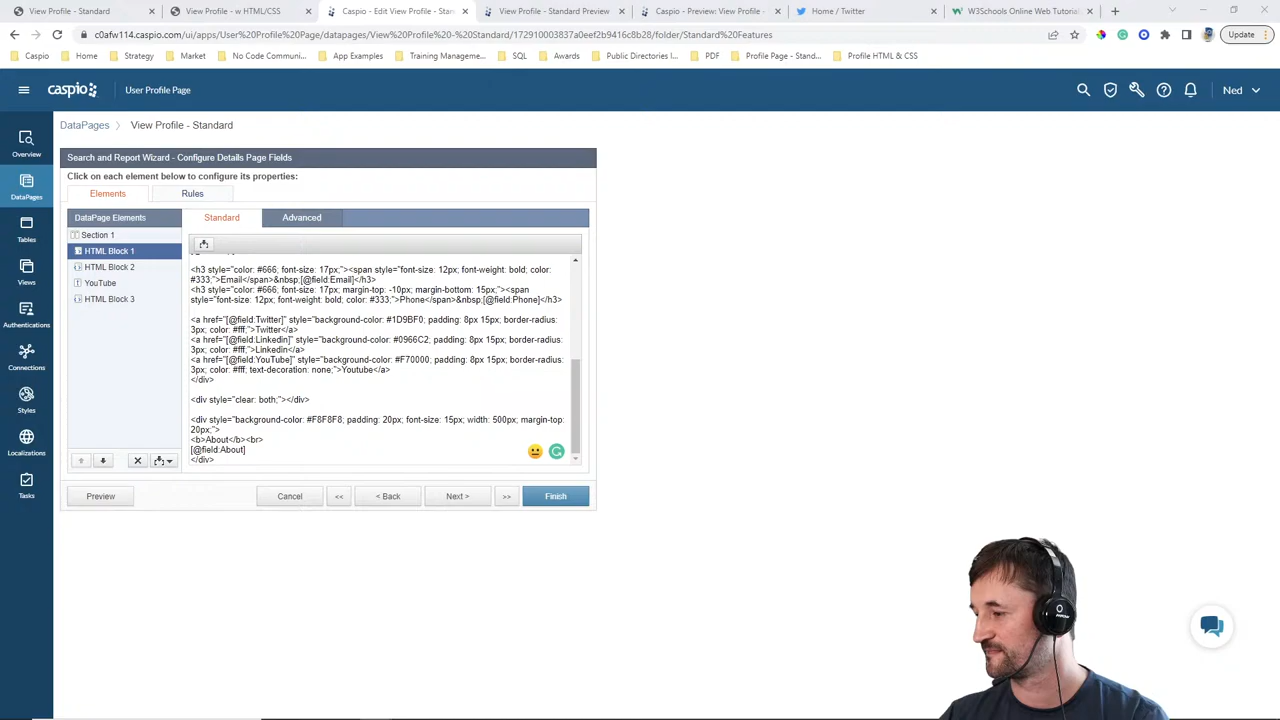 View Profile - Standard
View Profile - w HTML/CSS
Caspio - Edit View Profile - Stan
View Profile - Standard Preview
Caspio - Preview: View Profile -
Home / Twitter
W3Schools Online Web Tutorials
c0afw114.caspio.com/ui/apps/User%20Profile%20Page/datapages/View%20Profile%20-%20Standard/172910003837a0eef2b9416c8b28/folder/Standard%20Features
Update
Caspio
Home
Strategy
Market
No Code Communi...
App Examples
Training Manageme...
SQL
Awards
Public Directories I...
PDF
Profile Page - Stand...
Profile HTML & CSS
caspio
User Profile Page
Ned
DataPages
View Profile - Standard
Overview
DataPages
Tables
Views
Authentications
Connections
Styles
Localizations
Tasks
Search and Report Wizard - Configure Details Page Fields
Click on each element below to configure its properties:
Elements
Rules
DataPage Elements
Standard
Advanced
Section 1
HTML Block 1
HTML Block 2
YouTube
HTML Block 3
<h3 style="color: #666; font-size: 17px;"><span style="font-size: 12px; font-weight: bold; color:
#333;">Email</span>&nbsp;[@field:Email]</h3>
<h3 style="color: #666; font-size: 17px; margin-top: -10px; margin-bottom: 15px;"><span
style="font-size: 12px; font-weight: bold; color: #333;">Phone</span>&nbsp;[@field:Phone]</h3>
<a href="[@field:Twitter]" style="background-color: #1D9BF0; padding: 8px 15px; border-radius:
3px; color: #fff;">Twitter</a>
<a href="[@field:Linkedin]" style="background-color: #0966C2; padding: 8px 15px; border-radius:
3px; color: #fff;">Linkedin</a>
<a href="[@field:YouTube]" style="background-color: #F70000; padding: 8px 15px; border-radius:
3px; color: #fff; text-decoration: none;">Youtube</a>
</div>
<div style="clear: both;"></div>
<div style="background-color: #F8F8F8; padding: 20px; font-size: 15px; width: 500px; margin-top:
20px;">
<b>About</b><br>
[@field:About]
</div>
Preview
Cancel
<<
< Back
Next >
>>
Finish